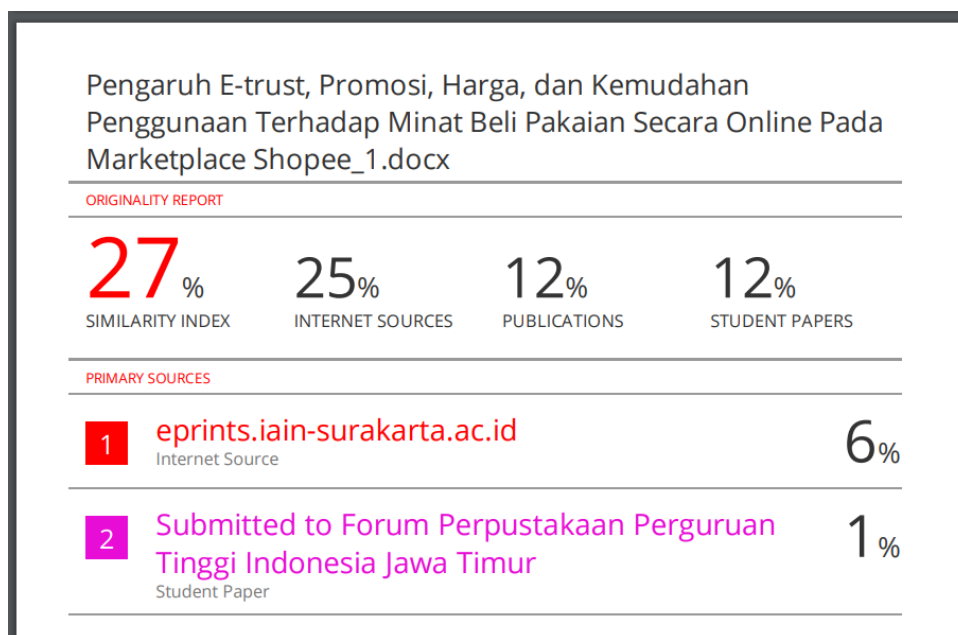 Pengaruh E-trust, Promosi, Harga, dan Kemudahan
Penggunaan Terhadap Minat Beli Pakaian Secara Online Pada
Marketplace Shopee_1.docx
ORIGINALITY REPORT
27% 25% 12% 12%
SIMILARITY INDEX INTERNET SOURCES PUBLICATIONS STUDENT PAPERS
PRIMARY SOURCES
1 eprints.iain-surakarta.ac.id 6%
Internet Source
2 Submitted to Forum Perpustakaan Perguruan 1%
Tinggi Indonesia Jawa Timur
Student Paper